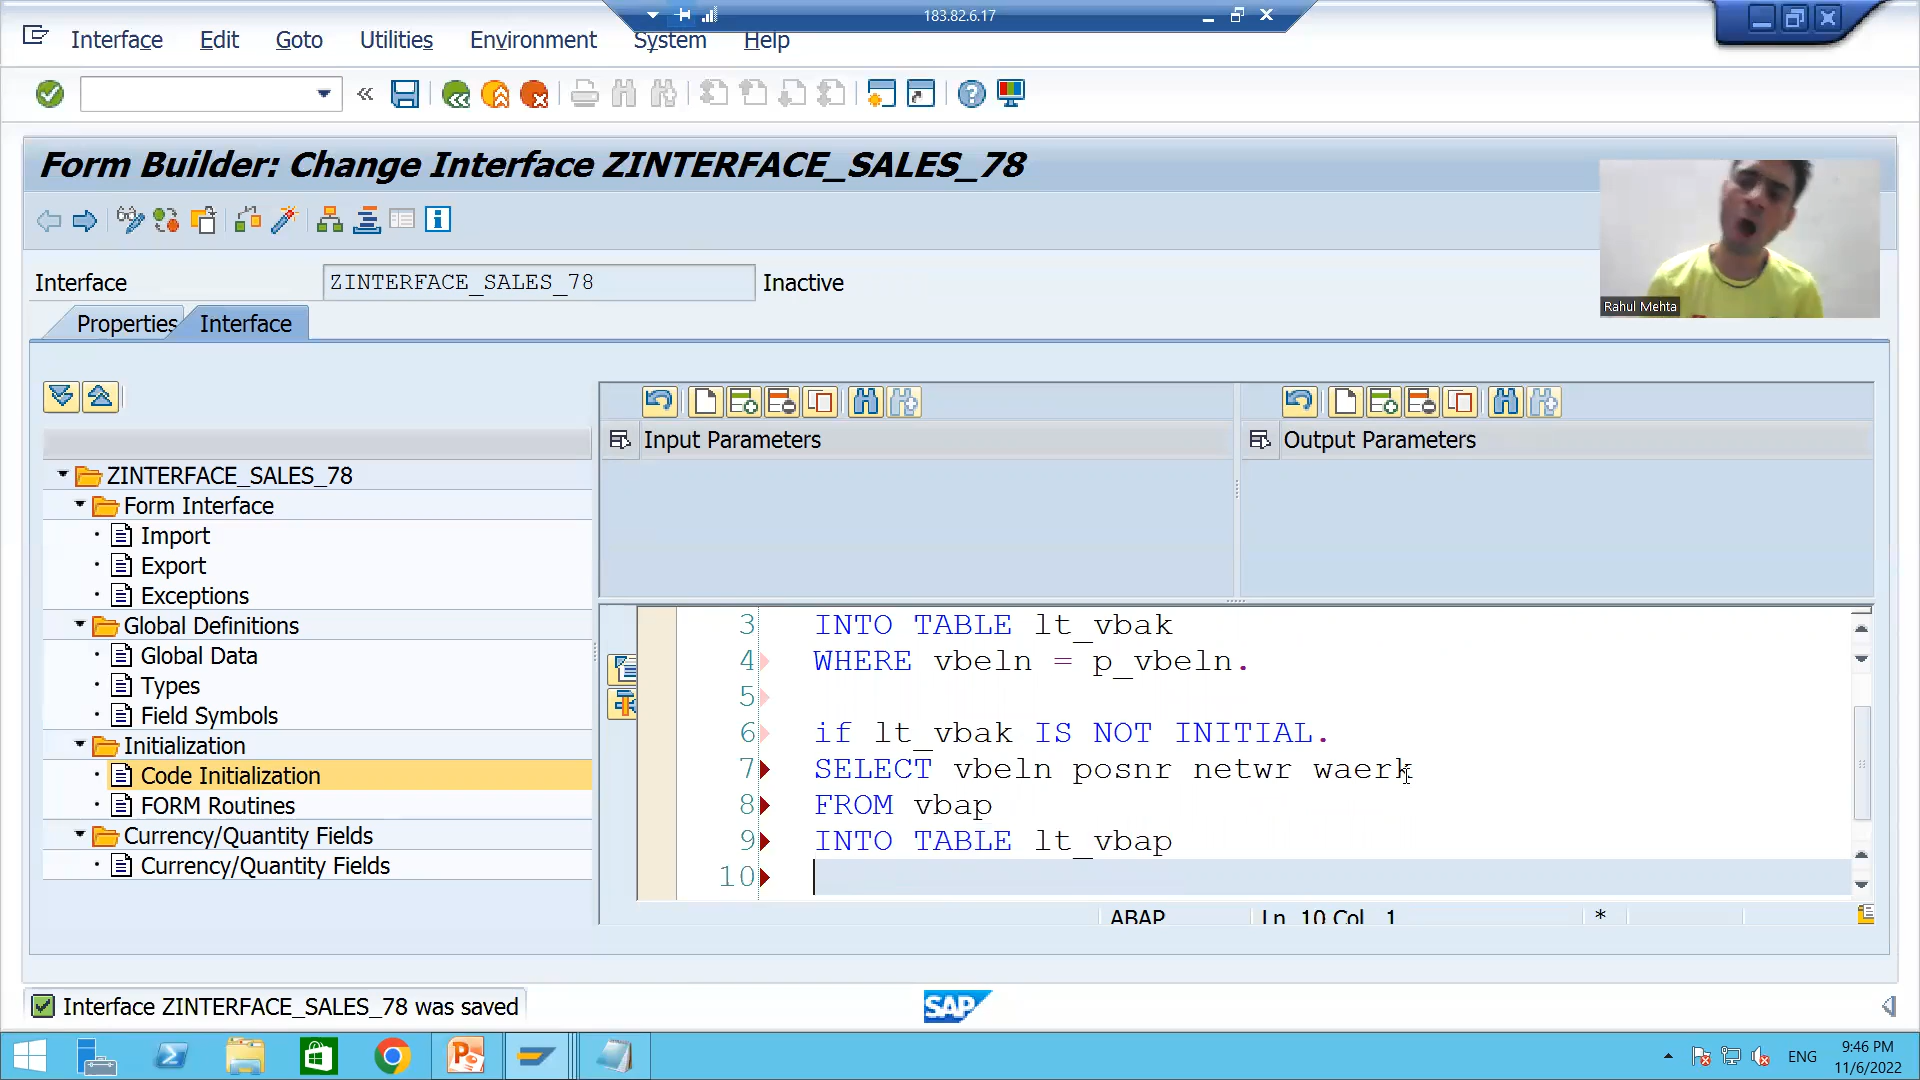 183.82.6.17
Interface Edit Goto Utilities Environment System Help
Form Builder: Change Interface ZINTERFACE_SALES_78
Interface ZINTERFACE_SALES_78 Inactive
Rahul Mehta
Properties Interface
Input Parameters
Output Parameters
ZINTERFACE_SALES_78
Form Interface
Import
Export
Exceptions
Global Definitions
Global Data
Types
Field Symbols
Initialization
Code Initialization
FORM Routines
Currency/Quantity Fields
Currency/Quantity Fields
3 INTO TABLE lt_vbak
4 WHERE vbeln = p_vbeln.
5
6 if lt_vbak IS NOT INITIAL.
7 SELECT vbeln posnr netwr waerk
8 FROM vbap
9 INTO TABLE lt_vbap
10
ABAP Ln 10 Col 1 *
Interface ZINTERFACE_SALES_78 was saved
SAP
ENG
9:46 PM
11/6/2022